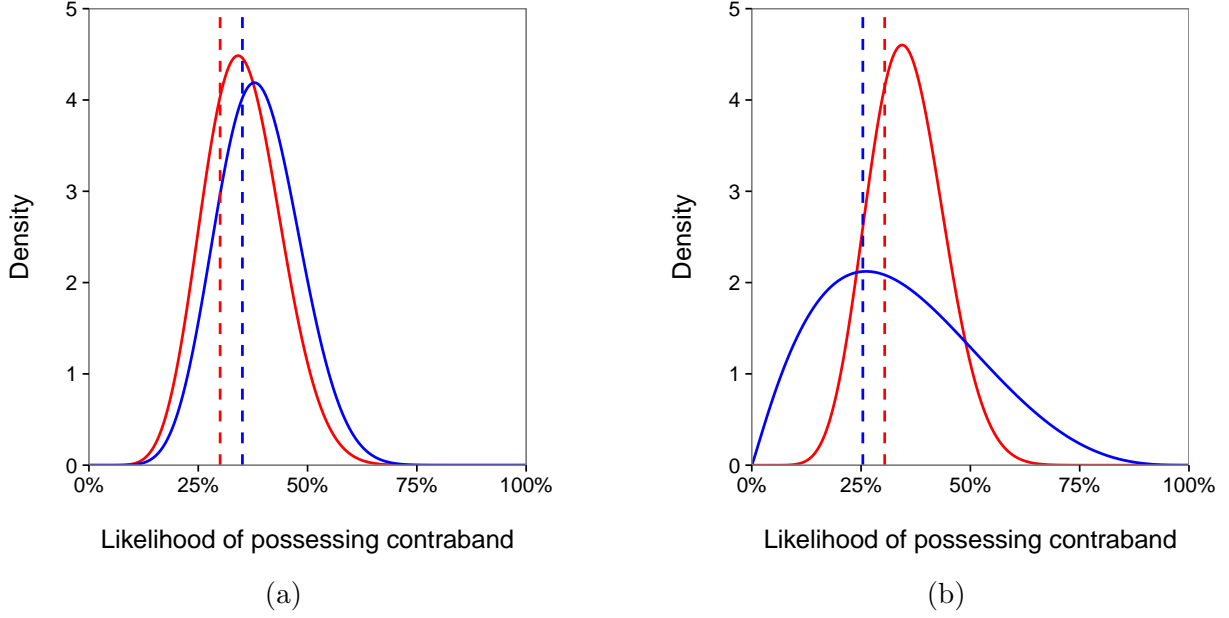 5
4
3
2
1
0
Density
0% 25% 50% 75% 100%
Likelihood of possessing contraband
(a)
5
4
3
2
1
0
Density
0% 25% 50% 75% 100%
Likelihood of possessing contraband
(b)